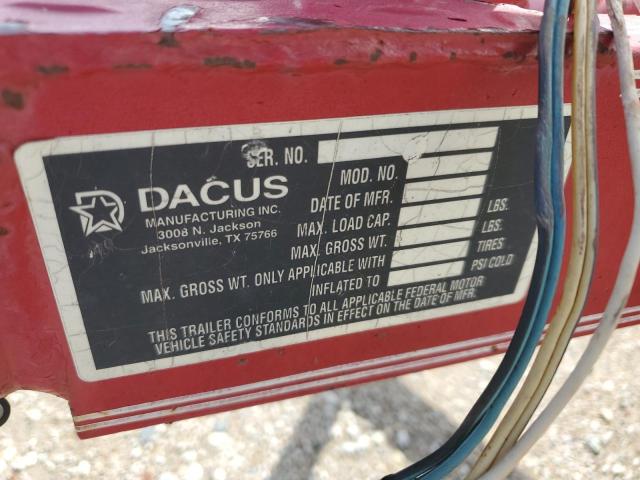 SER. NO.
DACUS
MANUFACTURING INC.
3008 N. Jackson
Jacksonville, TX 75766
MOD. NO.
DATE OF MFR.
MAX. LOAD CAP. LBS.
MAX. GROSS WT. LBS.
MAX. GROSS WT. ONLY APPLICABLE WITH TIRES
INFLATED TO PSI COLD
THIS TRAILER CONFORMS TO ALL APPLICABLE FEDERAL MOTOR
VEHICLE SAFETY STANDARDS IN EFFECT ON THE DATE OF MFR.